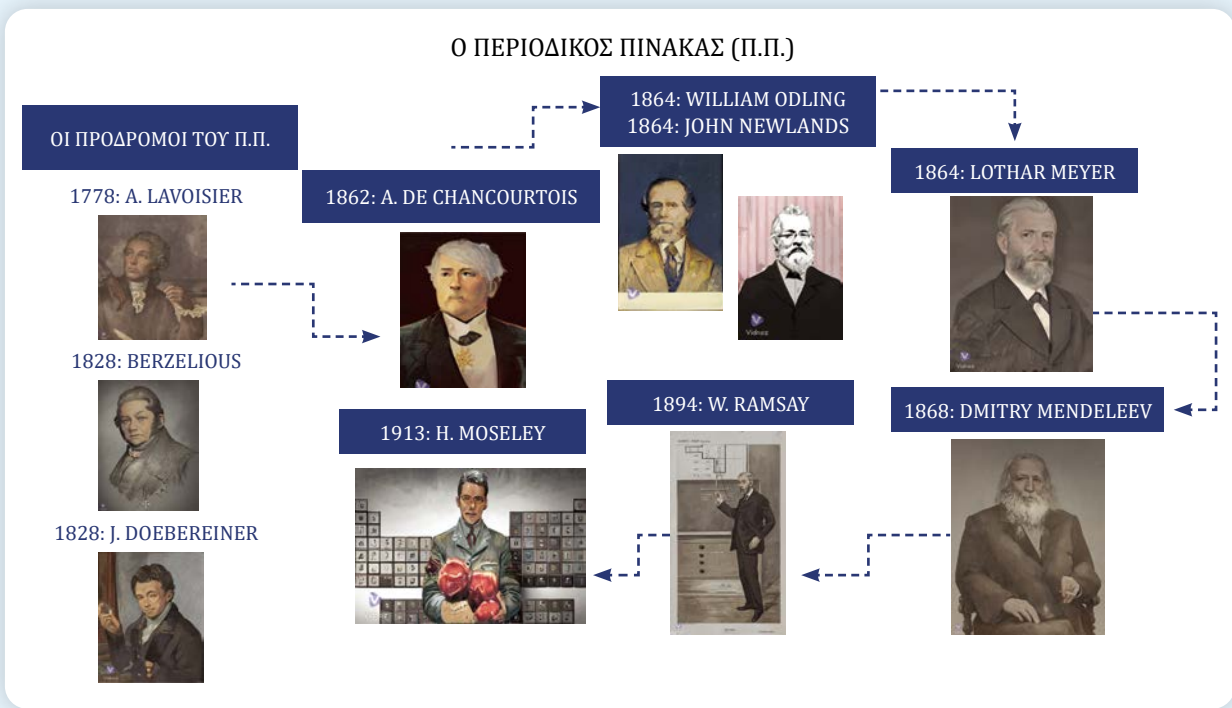 Ο ΠΕΡΙΟΔΙΚΟΣ ΠΙΝΑΚΑΣ (Π.Π.)
ΟΙ ΠΡΟΔΡΟΜΟΙ ΤΟΥ Π.Π.
1778: A. LAVOISIER
1828: BERZELIOUS
1828: J. DOEBEREINER
1862: A. DE CHANCOURTOIS
1864: WILLIAM ODLING
1864: JOHN NEWLANDS
Vidnoz
1864: LOTHAR MEYER
1868: DMITRY MENDELEEV
1894: W. RAMSAY
1913: H. MOSELEY